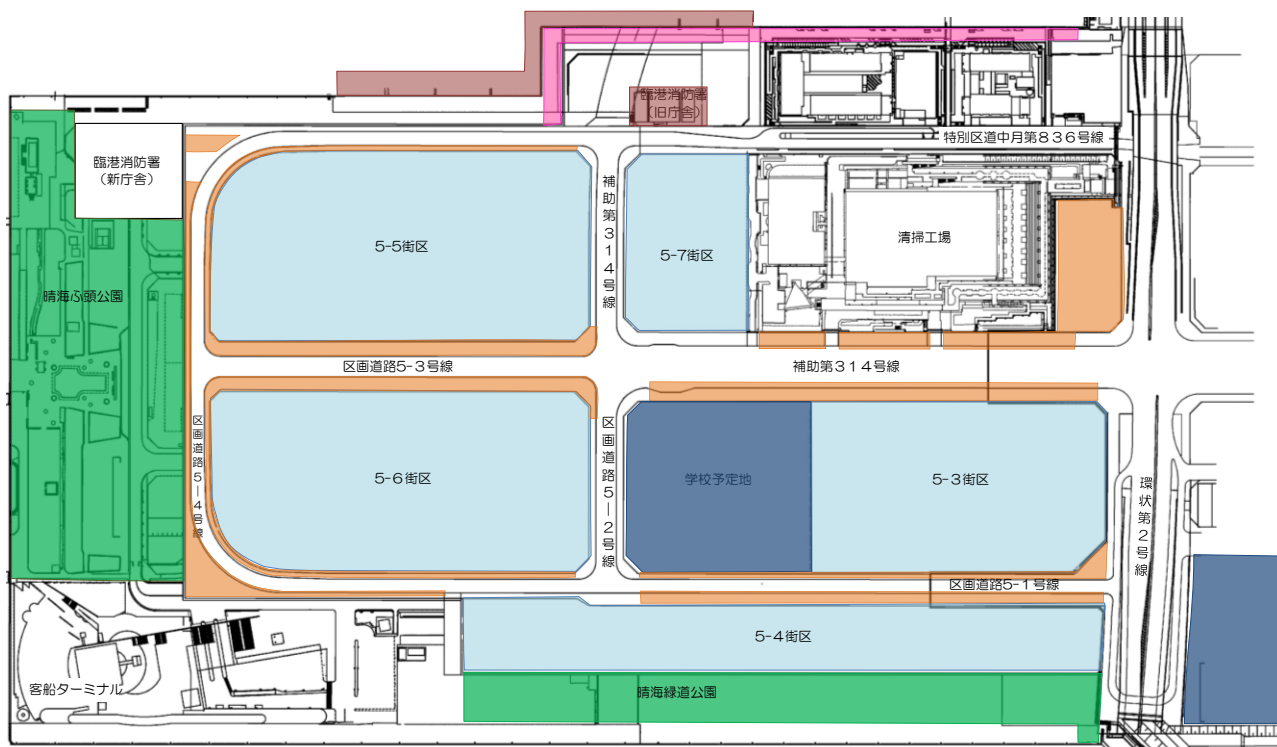 臨港消防署
（旧庁舎）
特別区道中月第８３６号線
臨港消防署
（新庁舎）
補助第３１４号線
5-5街区
5-7街区
清掃工場
晴海ふ頭公園
区画道路5-3号線
補助第３１４号線
区画道路５―４号線
5-6街区
区画道路５―２号線
学校予定地
5-3街区
環状第２号線
区画道路5-１号線
5-4街区
客船ターミナル
晴海緑道公園